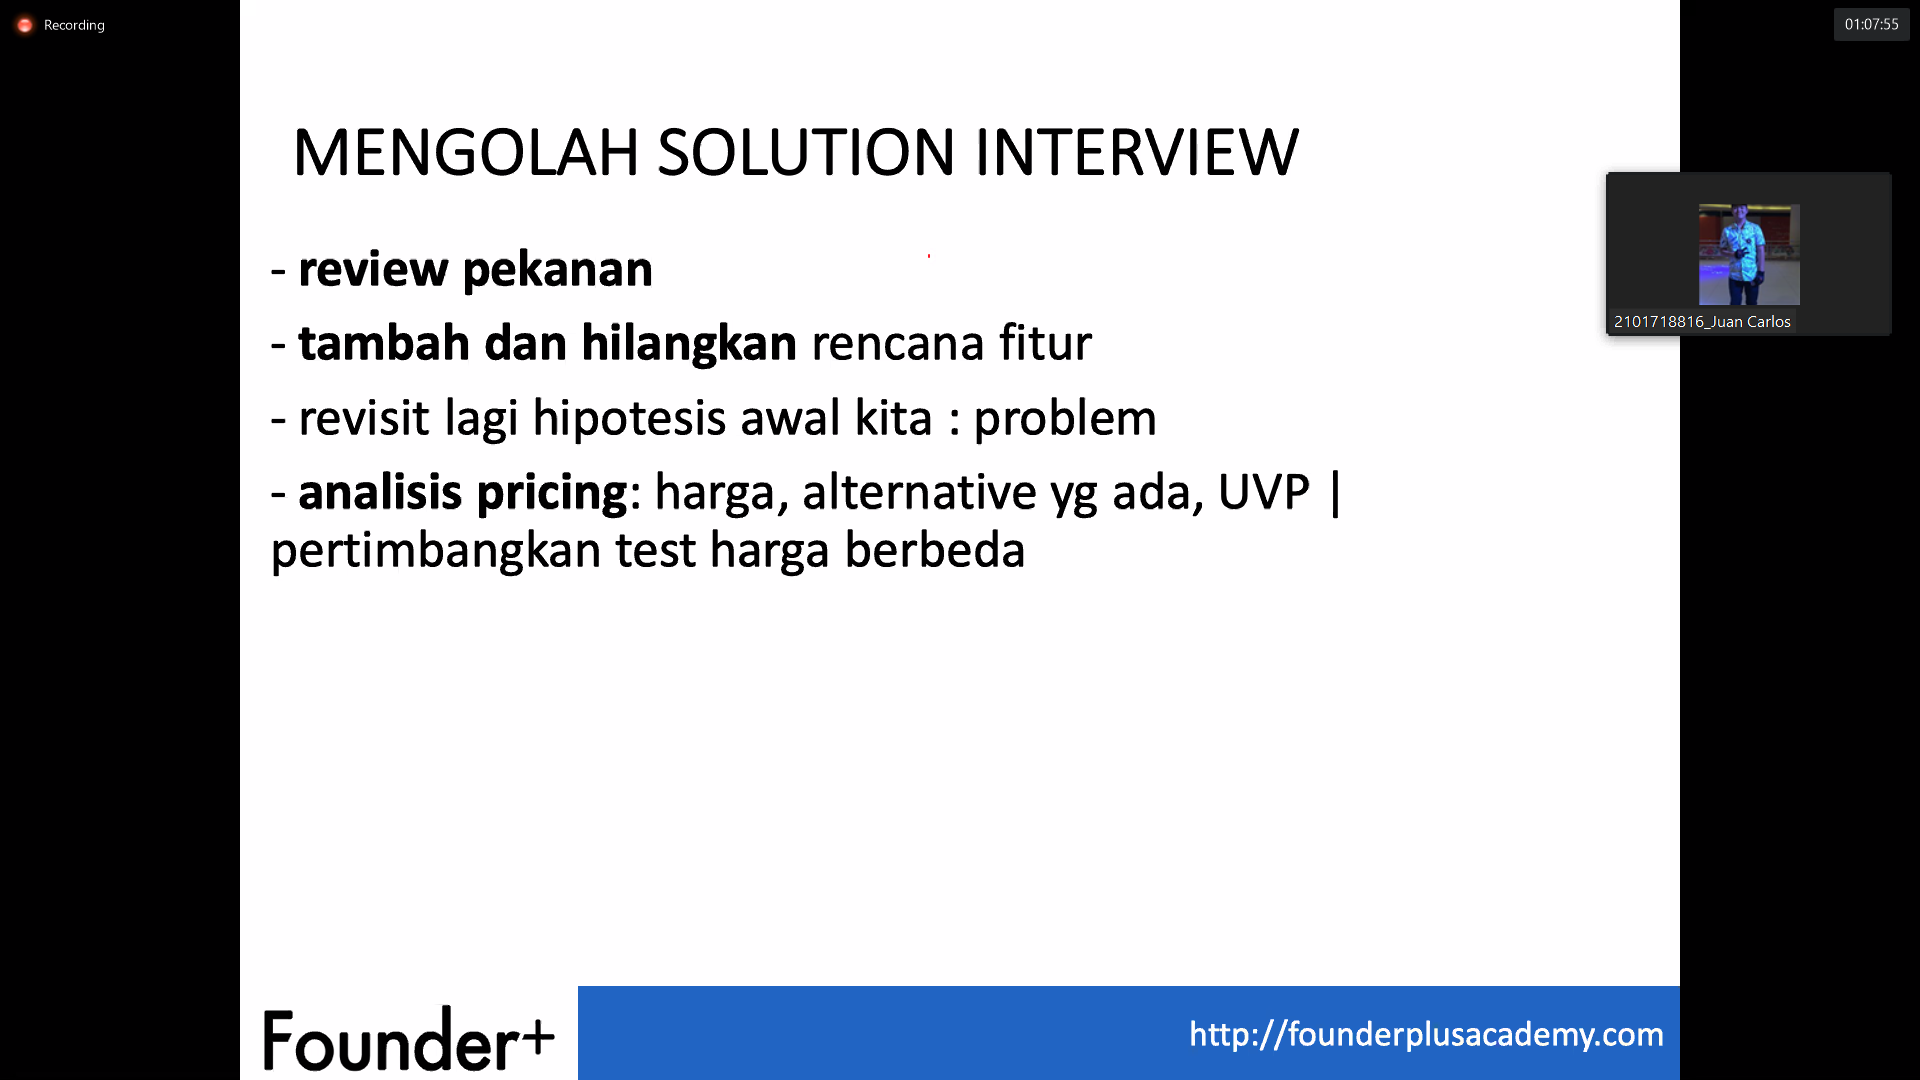 Recording
01:07:55
MENGOLAH SOLUTION INTERVIEW
- review pekanan
- tambah dan hilangkan rencana fitur
- revisit lagi hipotesis awal kita : problem
- analisis pricing: harga, alternative yg ada, UVP |
pertimbangkan test harga berbeda
2101718816_Juan Carlos
Founder+
http://founderplusacademy.com